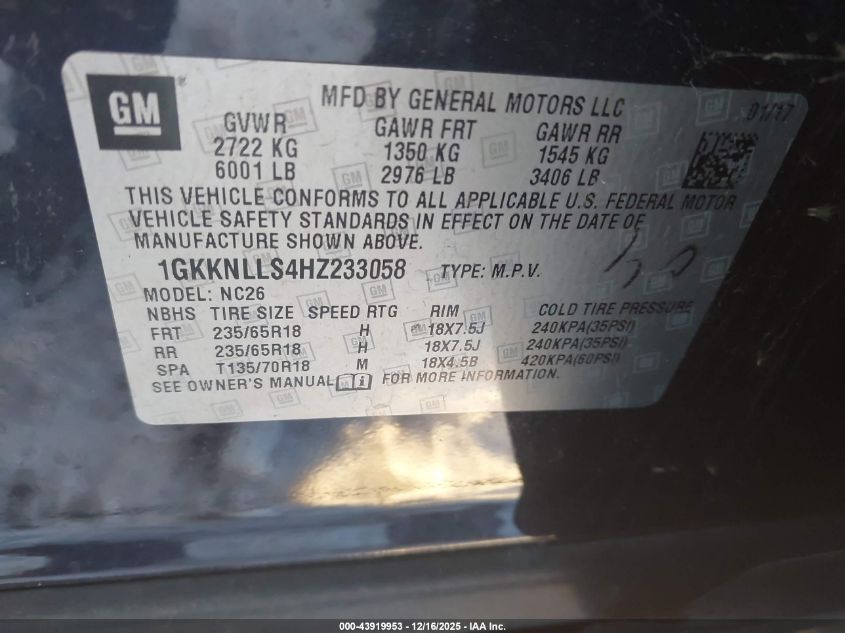 GM
MFD BY GENERAL MOTORS LLC
01/17
GVWR GAWR FRT GAWR RR
2722 KG 1350 KG 1545 KG
6001 LB 2976 LB 3406 LB
THIS VEHICLE CONFORMS TO ALL APPLICABLE U.S. FEDERAL MOTOR
VEHICLE SAFETY STANDARDS IN EFFECT ON THE DATE OF
MANUFACTURE SHOWN ABOVE.
1GKKNLLS4HZ233058 TYPE: M.P.V.
MODEL: NC26
NBHS TIRE SIZE SPEED RTG RIM COLD TIRE PRESSURE
FRT 235/65R18 H 18X7.5J 240KPA(35PSI)
RR 235/65R18 H 18X7.5J 240KPA(35PSI)
SPA T135/70R18 M 18X4.5B 420KPA(60PSI)
SEE OWNER'S MANUAL FOR MORE INFORMATION.
000-43919953 - 12/16/2025 - IAA Inc.